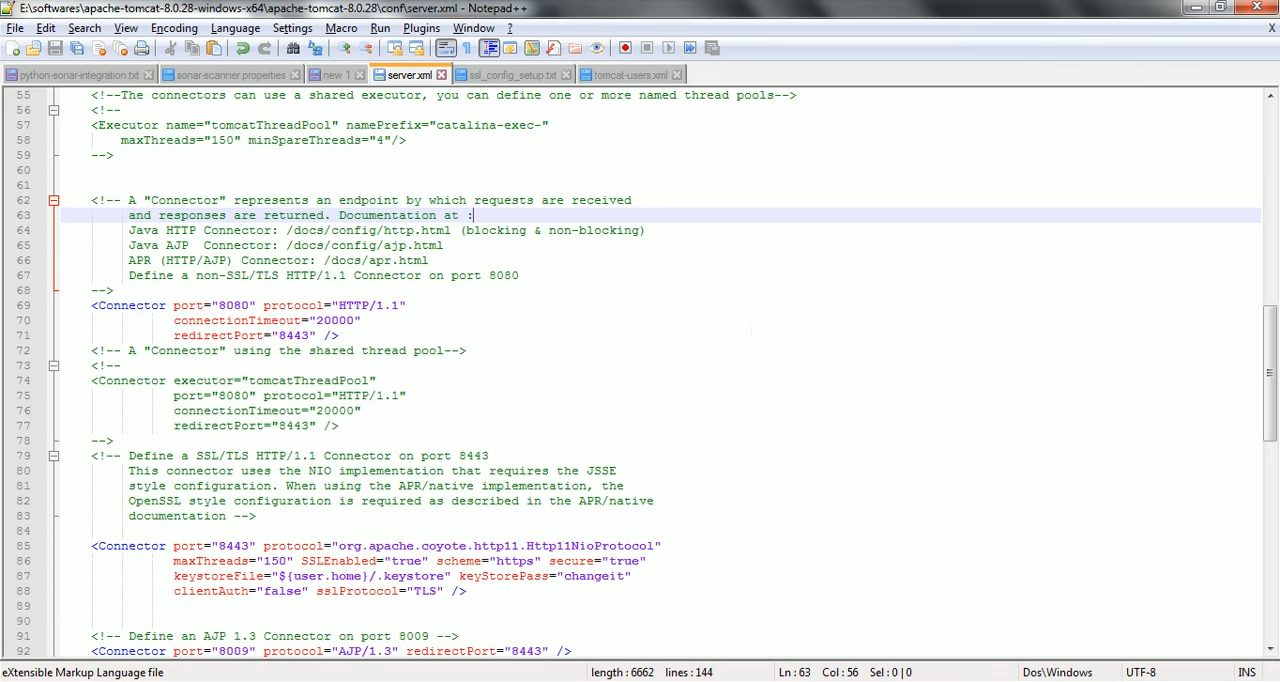 E:\softwares\apache-tomcat-8.0.28-windows-x64\apache-tomcat-8.0.28\conf\server.xml - Notepad++
File Edit Search View Encoding Language Settings Macro Run Plugins Window ? X
python-sonar-integration.txt sonar-scanner.properties new 1 server.xml ssl_config_setup.txt tomcat-users.xml
55 <!--The connectors can use a shared executor, you can define one or more named thread pools-->
56 <!--
57 <Executor name="tomcatThreadPool" namePrefix="catalina-exec-"
58 maxThreads="150" minSpareThreads="4"/>
59 -->
60
61
62 <!-- A "Connector" represents an endpoint by which requests are received
63 and responses are returned. Documentation at :
64 Java HTTP Connector: /docs/config/http.html (blocking & non-blocking)
65 Java AJP  Connector: /docs/config/ajp.html
66 APR (HTTP/AJP) Connector: /docs/apr.html
67 Define a non-SSL/TLS HTTP/1.1 Connector on port 8080
68 -->
69 <Connector port="8080" protocol="HTTP/1.1"
70 connectionTimeout="20000"
71 redirectPort="8443" />
72 <!-- A "Connector" using the shared thread pool-->
73 <!--
74 <Connector executor="tomcatThreadPool"
75 port="8080" protocol="HTTP/1.1"
76 connectionTimeout="20000"
77 redirectPort="8443" />
78 -->
79 <!-- Define a SSL/TLS HTTP/1.1 Connector on port 8443
80 This connector uses the NIO implementation that requires the JSSE
81 style configuration. When using the APR/native implementation, the
82 OpenSSL style configuration is required as described in the APR/native
83 documentation -->
84
85 <Connector port="8443" protocol="org.apache.coyote.http11.Http11NioProtocol"
86 maxThreads="150" SSLEnabled="true" scheme="https" secure="true"
87 keystoreFile="${user.home}/.keystore" keyStorePass="changeit"
88 clientAuth="false" sslProtocol="TLS" />
89
90
91 <!-- Define an AJP 1.3 Connector on port 8009 -->
92 <Connector port="8009" protocol="AJP/1.3" redirectPort="8443" />
eXtensible Markup Language file length : 6662 lines : 144 Ln : 63 Col : 56 Sel : 0 | 0 Dos\Windows UTF-8 INS